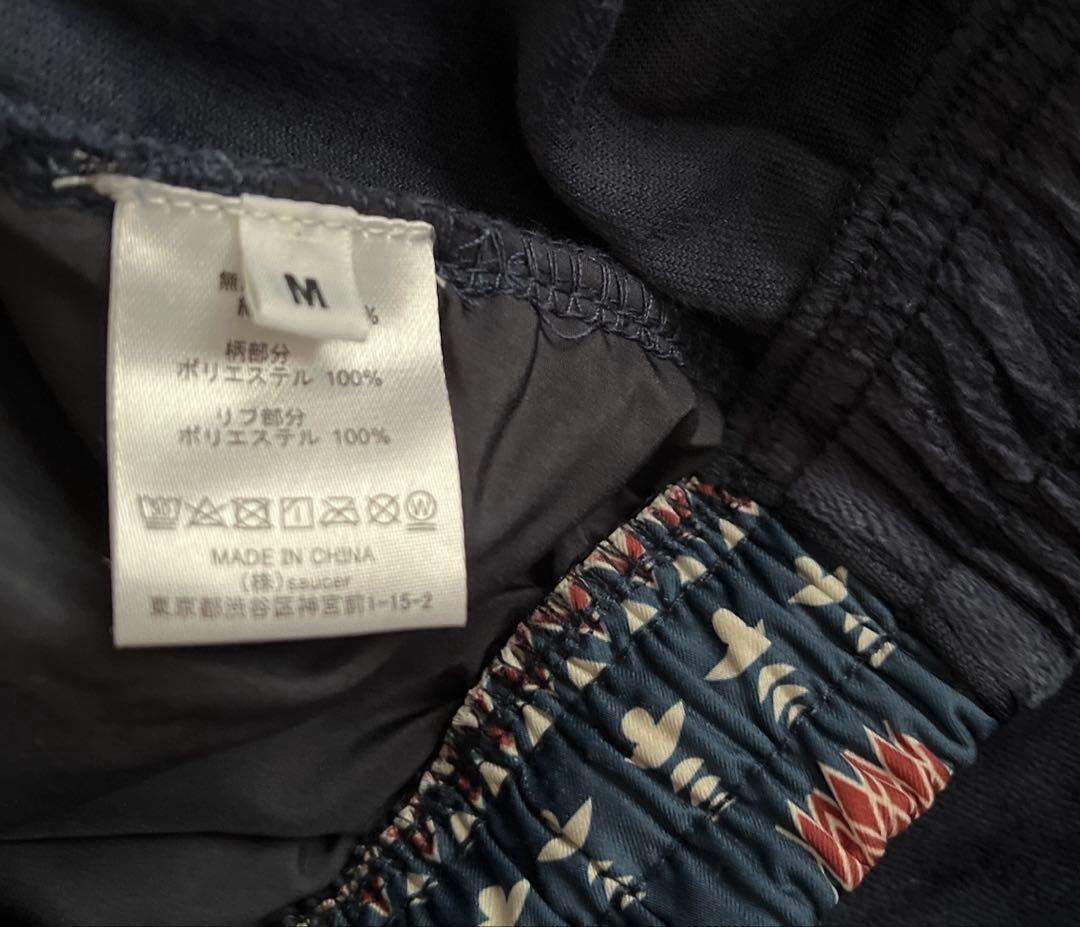 M
無
%
柄部分
ポリエステル 100%
リブ部分
ポリエステル 100%
MADE IN CHINA
(株)saucer
東京都渋谷区神宮前1-15-2